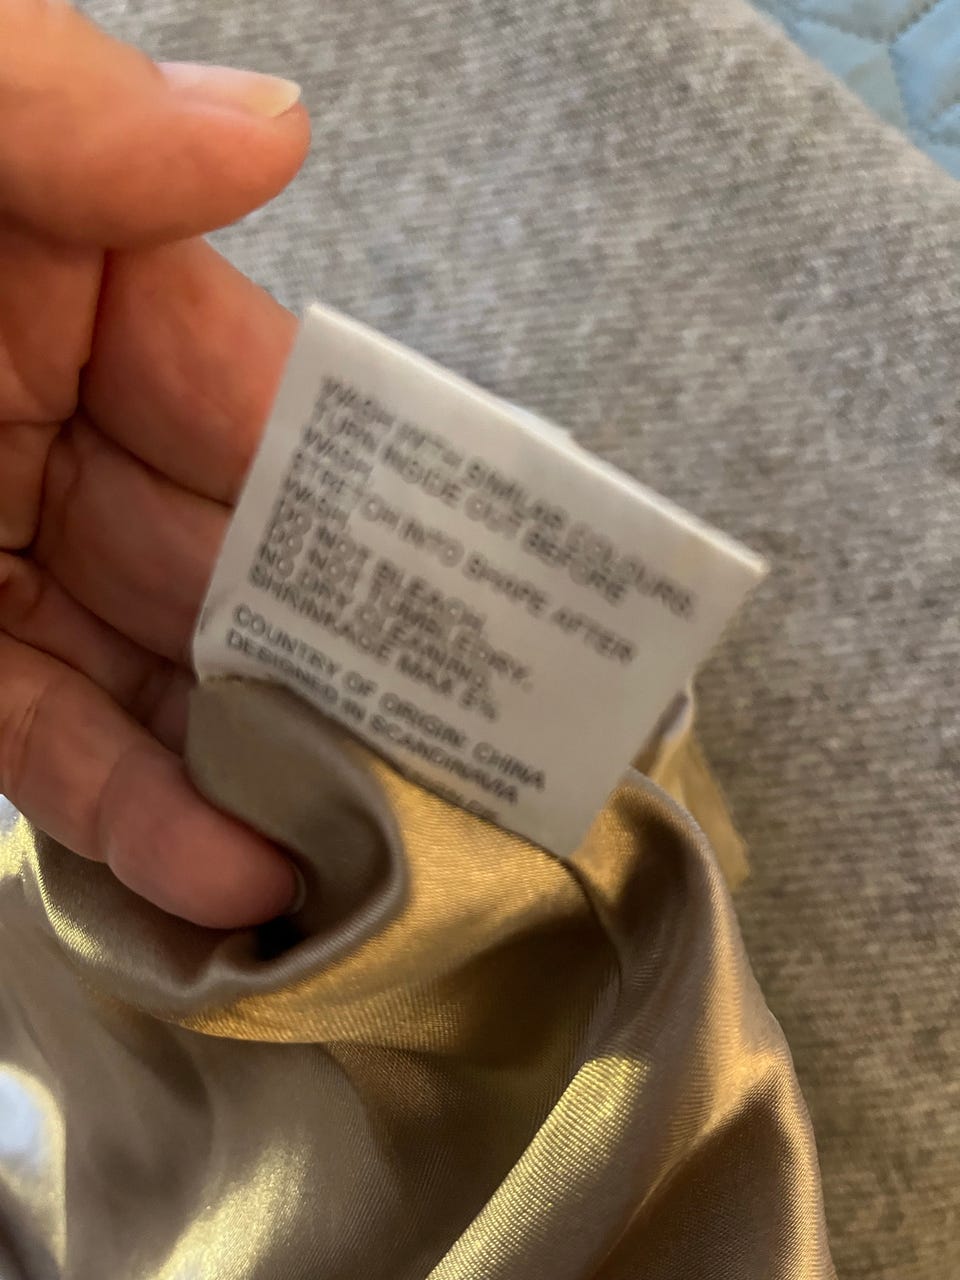 WASH WITH SIMILAR COLOURS.
TURN INSIDE OUT BEFORE
WASH.
STRETCH INTO SHAPE AFTER
WASH.
DO NOT BLEACH.
DO NOT TUMBLE DRY.
NO DRY CLEANING.
SHRINKAGE MAX 5%
COUNTRY OF ORIGIN: CHINA
DESIGNED IN SCANDINAVIA